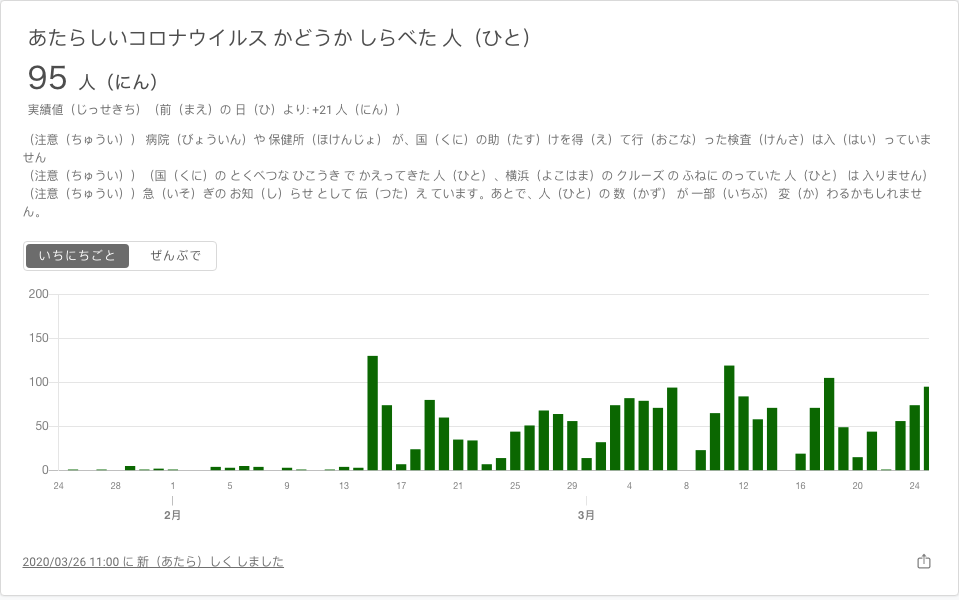 あたらしいコロナウイルス かどうか しらべた 人（ひと）
95 人（にん）
実績値（じっせきち）（前（まえ）の 日（ひ）より: +21 人（にん））
（注意（ちゅうい）） 病院（びょういん）や 保健所（ほけんじょ） が、国（くに）の助（たす）けを得（え）て行（おこな）った検査（けんさ）は入（はい）っていま
せん
（注意（ちゅうい））（国（くに）の とくべつな ひこうき で かえってきた 人（ひと）、横浜（よこはま）の クルーズ の ふねに のっていた 人（ひと） は 入りません）
（注意（ちゅうい））急（いそ）ぎの お知（し）らせ として 伝（つた）え ています。あとで、人（ひと）の 数（かず） が 一部（いちぶ） 変（か）わるかもしれませ
ん。
いちにちごと ぜんぶで
200
150
100
50
0
24 28 1 5 9 13 17 21 25 29 4 8 12 16 20 24
2月 3月
2020/03/26 11:00 に 新（あたら）しく しました